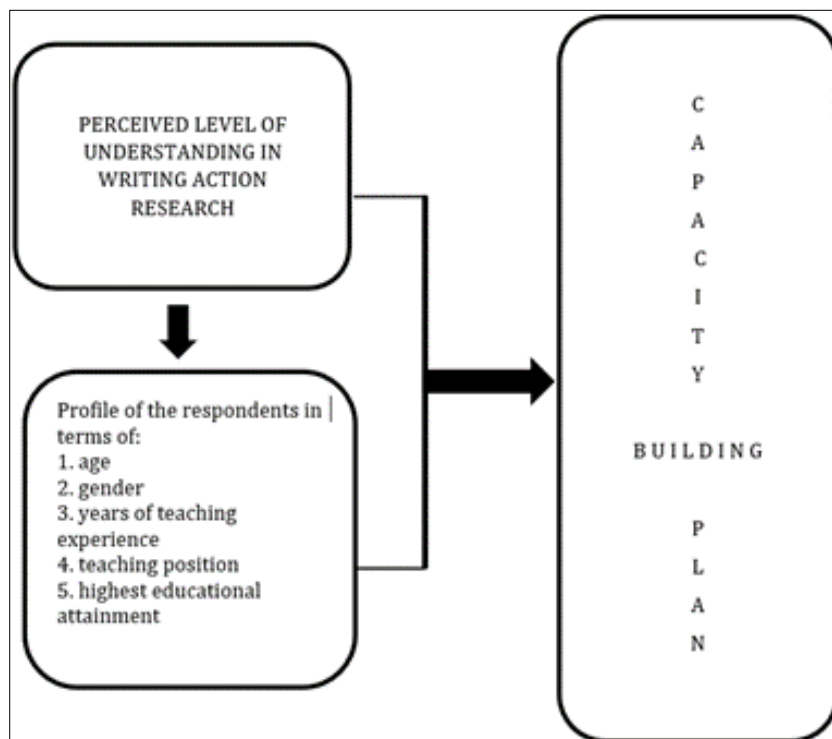 PERCEIVED LEVEL OF
UNDERSTANDING IN
WRITING ACTION
RESEARCH
Profile of the respondents in
terms of:
1. age
2. gender
3. years of teaching
experience
4. teaching position
5. highest educational
attainment
C
A
P
A
C
I
T
Y
BUILDING
P
L
A
N